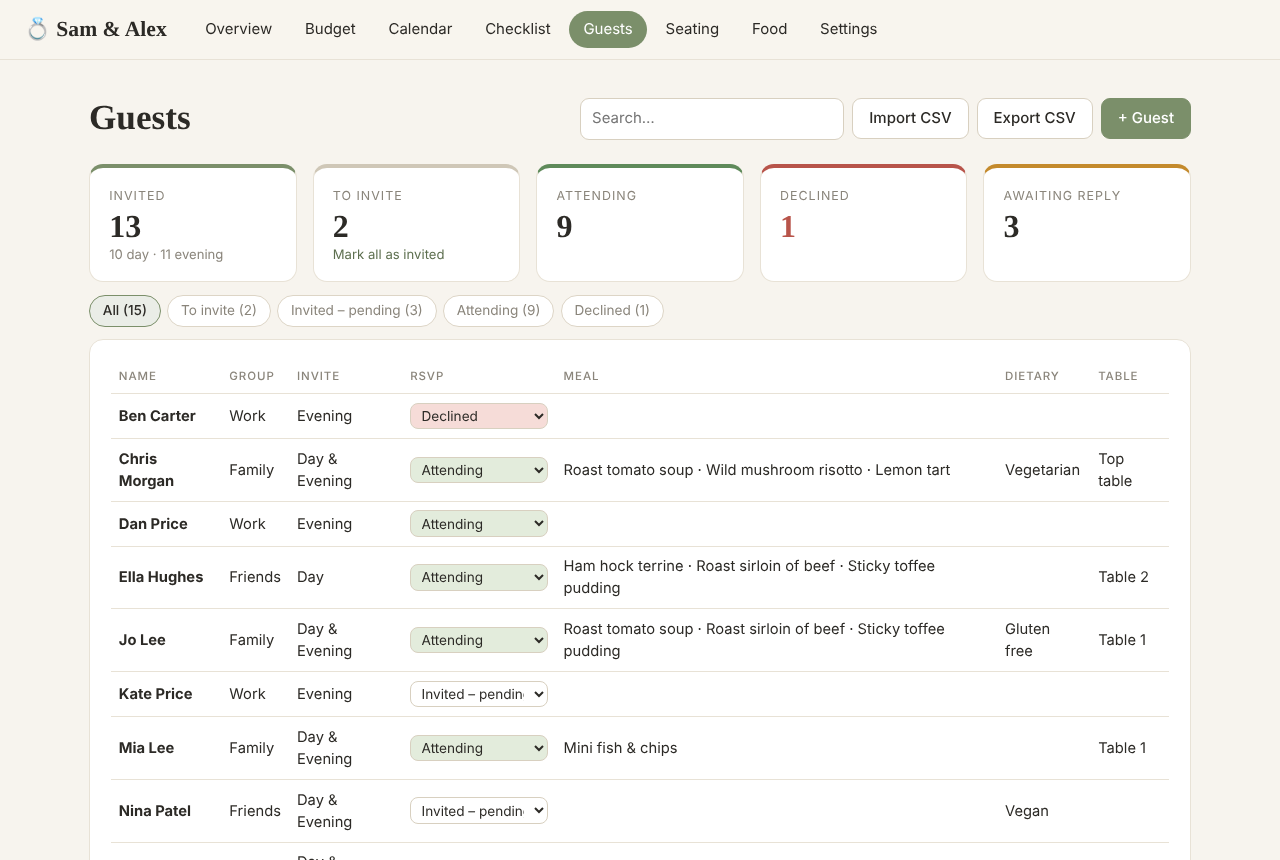 Sam & Alex Overview Budget Calendar Checklist Guests Seating Food Settings
Guests Search... Import CSV Export CSV + Guest
INVITED TO INVITE ATTENDING DECLINED AWAITING REPLY
13 2 9 1 3
10 day · 11 evening Mark all as invited
All (15) To invite (2) Invited – pending (3) Attending (9) Declined (1)
NAME GROUP INVITE RSVP MEAL DIETARY TABLE
Ben Carter Work Evening Declined
Chris Morgan Family Day & Evening Attending Roast tomato soup · Wild mushroom risotto · Lemon tart Vegetarian Top table
Dan Price Work Evening Attending
Ella Hughes Friends Day Attending Ham hock terrine · Roast sirloin of beef · Sticky toffee pudding Table 2
Jo Lee Family Day & Evening Attending Roast tomato soup · Roast sirloin of beef · Sticky toffee pudding Gluten free Table 1
Kate Price Work Evening Invited – pendin
Mia Lee Family Day & Evening Attending Mini fish & chips Table 1
Nina Patel Friends Day & Evening Invited – pendin Vegan